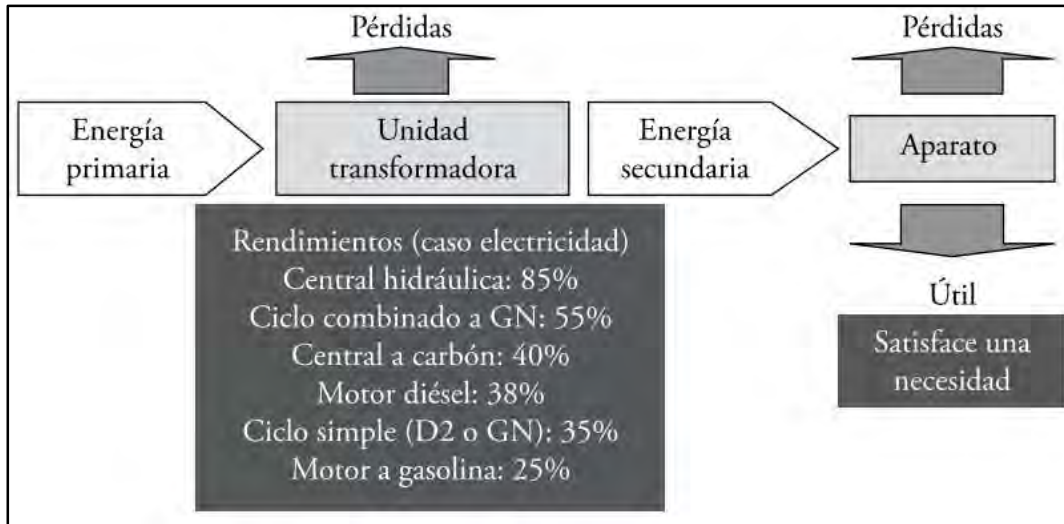 Pérdidas
Pérdidas
Energía
primaria
Unidad
transformadora
Energía
secundaria
Aparato
Rendimientos (caso electricidad)
Central hidráulica: 85%
Ciclo combinado a GN: 55%
Central a carbón: 40%
Motor diésel: 38%
Ciclo simple (D2 o GN): 35%
Motor a gasolina: 25%
Útil
Satisface una
necesidad